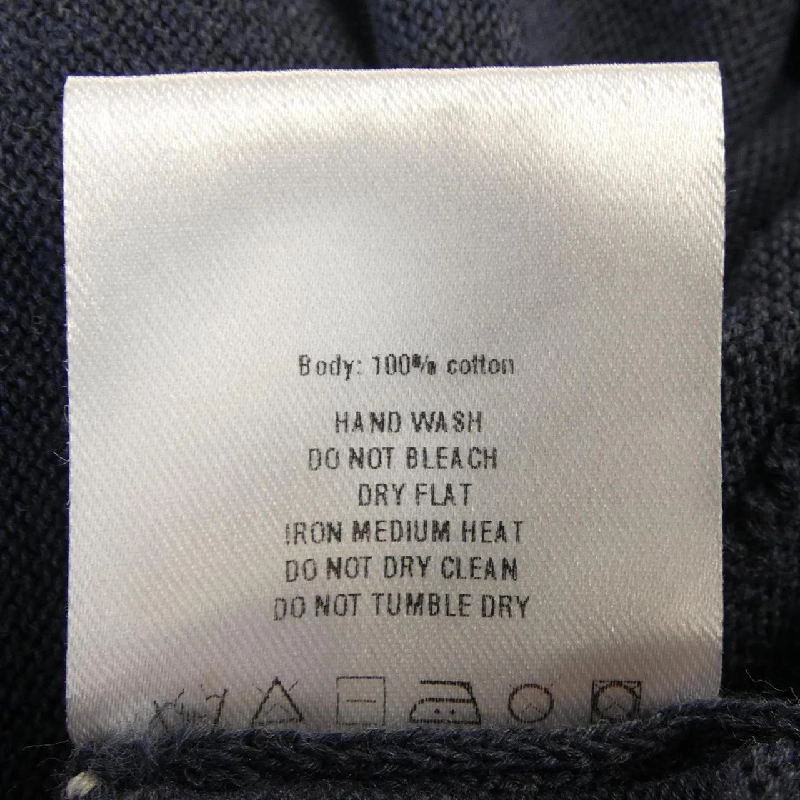 Body: 100% cotton
HAND WASH
DO NOT BLEACH
DRY FLAT
IRON MEDIUM HEAT
DO NOT DRY CLEAN
DO NOT TUMBLE DRY